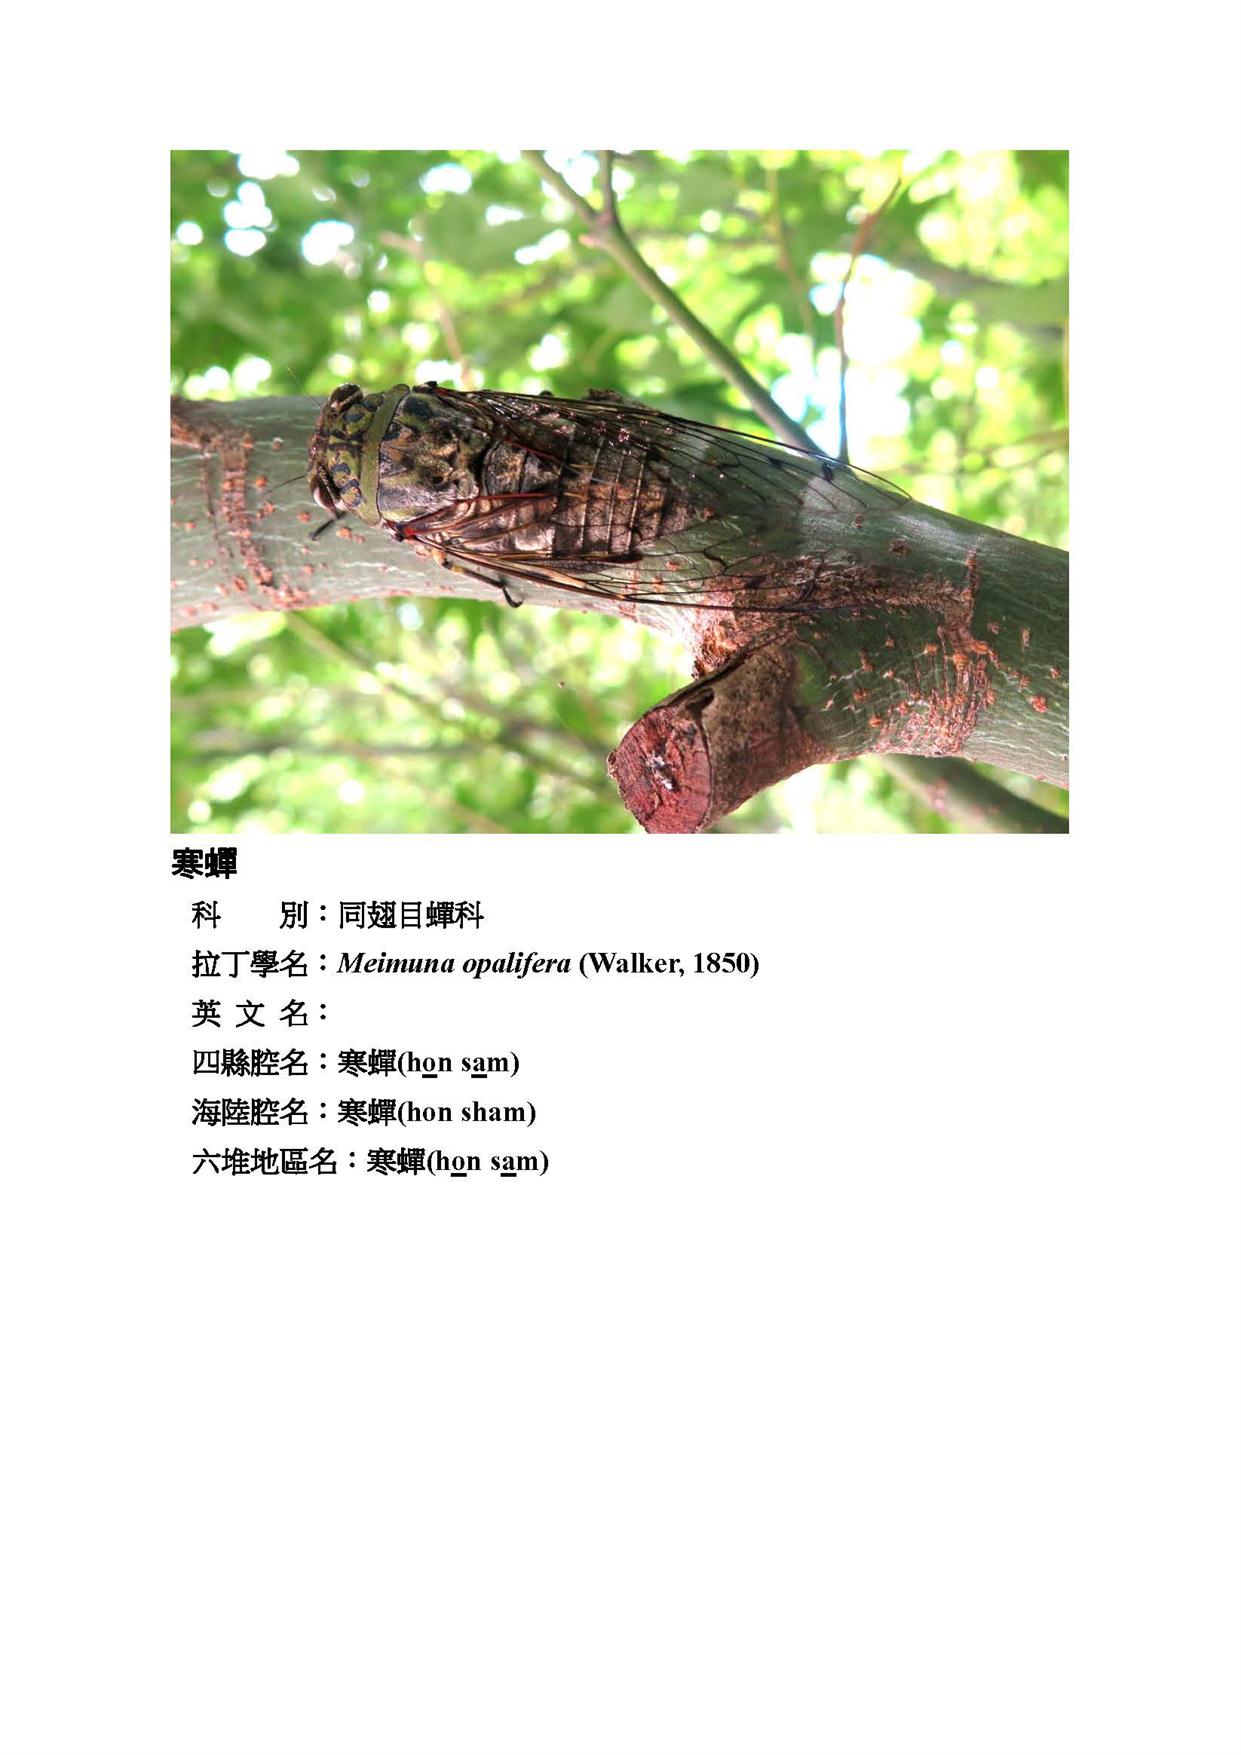 寒蟬
科　　別：同翅目蟬科
拉丁學名：Meimuna opalifera (Walker, 1850)
英 文 名：
四縣腔名：寒蟬(ho̲n sa̲m)
海陸腔名：寒蟬(hon sham)
六堆地區名：寒蟬(ho̲n sa̲m)